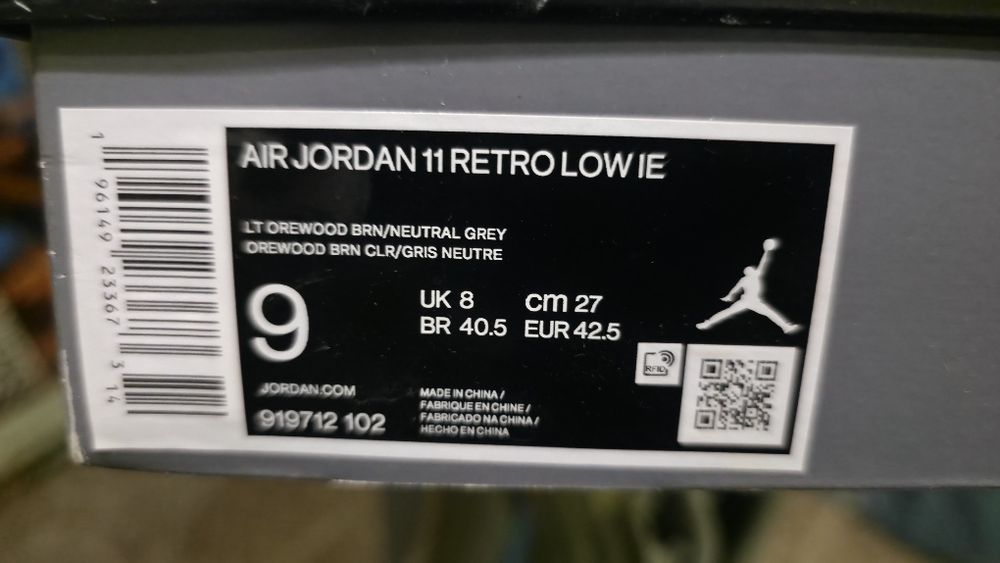 AIR JORDAN 11 RETRO LOW IE
LT OREWOOD BRN/NEUTRAL GREY
OREWOOD BRN CLR/GRIS NEUTRE
9
UK 8 cm 27
BR 40.5 EUR 42.5
RFID
JORDAN.COM
919712 102
MADE IN CHINA /
FABRIQUE EN CHINE /
FABRICADO NA CHINA /
HECHO EN CHINA
1 96149 23367 3 14